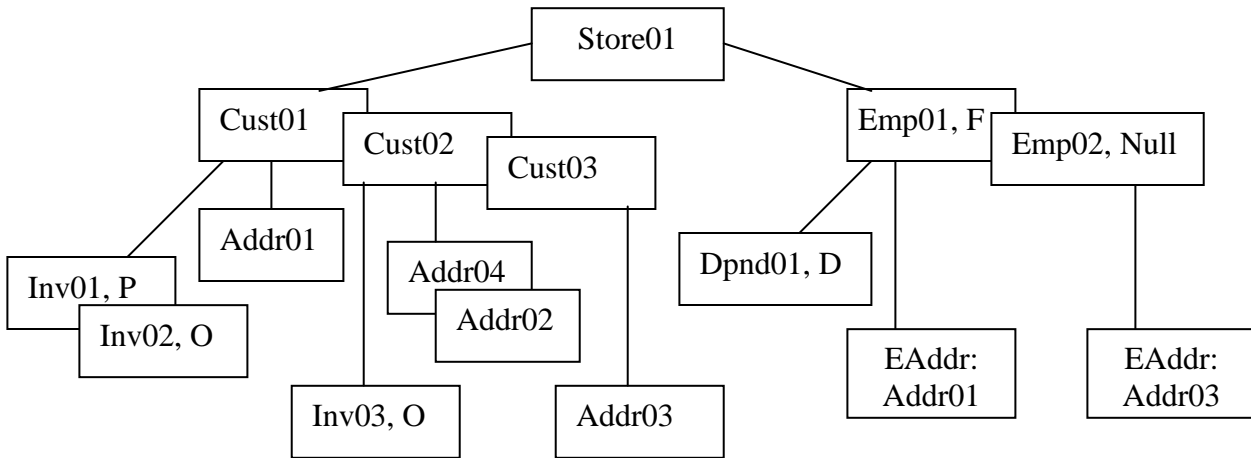 Store01
Cust01
Cust02
Cust03
Emp01, F
Emp02, Null
Addr01
Inv01, P
Inv02, O
Addr04
Addr02
Inv03, O
Addr03
Dpnd01, D
EAddr:
Addr01
EAddr:
Addr03